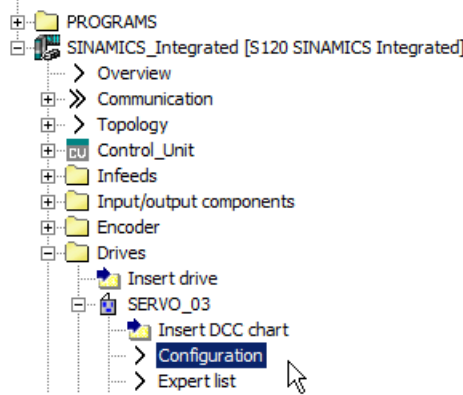 PROGRAMS
SINAMICS_Integrated [S120 SINAMICS Integrated]
Overview
Communication
Topology
CU Control_Unit
Infeeds
Input/output components
Encoder
Drives
Insert drive
SERVO_03
Insert DCC chart
Configuration
Expert list